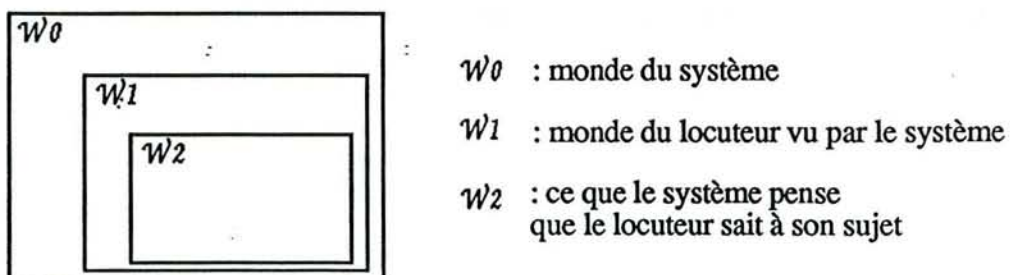 W0
W1
W2
W0 : monde du système
W1 : monde du locuteur vu par le système
W2 : ce que le système pense
que le locuteur sait à son sujet